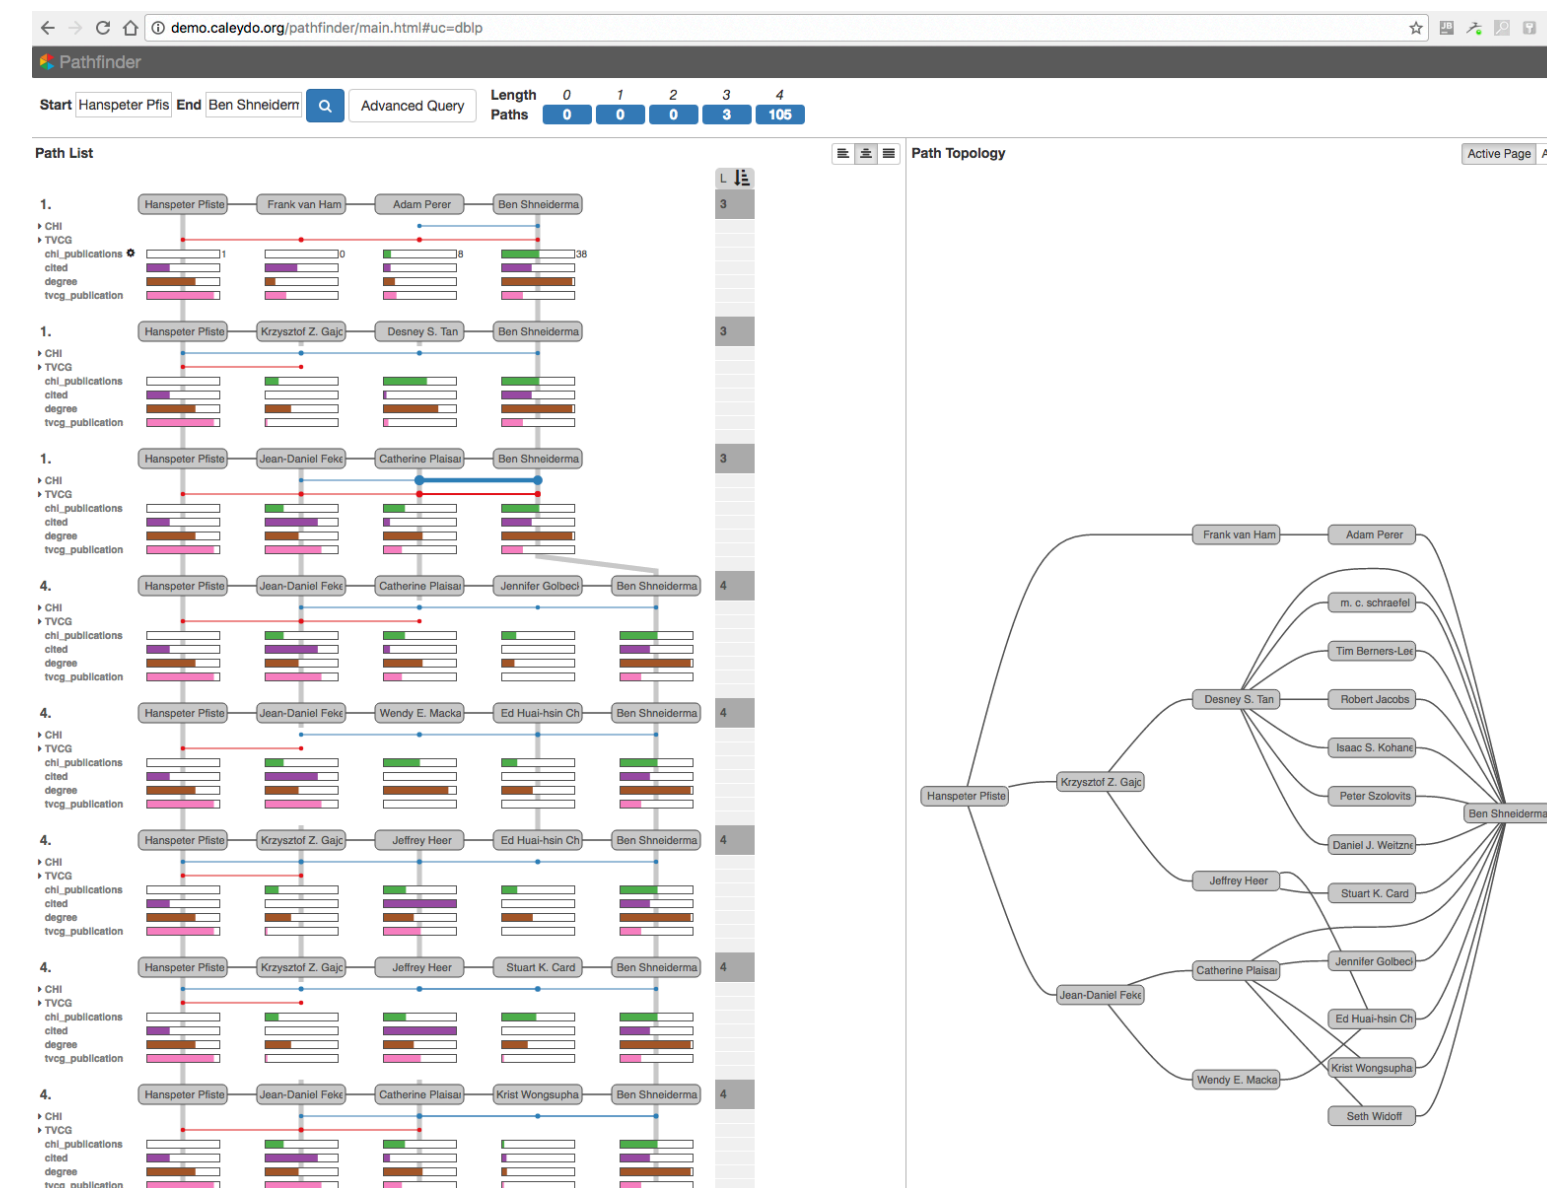 demo.caleydo.org/pathfinder/main.html#uc=dblp
Pathfinder
Start Hanspeter Pfis End Ben Shneiderm Advanced Query
Length 0 1 2 3 4
Paths 0 0 0 3 105
Path List
L
1. Hanspeter Pfiste Frank van Ham Adam Perer Ben Shneiderma 3
CHI
TVCG
chi_publications 1 0 8 38
cited
degree
tvcg_publication
1. Hanspeter Pfiste Krzysztof Z. Gajc Desney S. Tan Ben Shneiderma 3
CHI
TVCG
chi_publications
cited
degree
tvcg_publication
1. Hanspeter Pfiste Jean-Daniel Feke Catherine Plaisai Ben Shneiderma 3
CHI
TVCG
chi_publications
cited
degree
tvcg_publication
4. Hanspeter Pfiste Jean-Daniel Feke Catherine Plaisai Jennifer Golbecl Ben Shneiderma 4
CHI
TVCG
chi_publications
cited
degree
tvcg_publication
4. Hanspeter Pfiste Jean-Daniel Feke Wendy E. Macka Ed Huai-hsin Ch Ben Shneiderma 4
CHI
TVCG
chi_publications
cited
degree
tvcg_publication
4. Hanspeter Pfiste Krzysztof Z. Gajc Jeffrey Heer Ed Huai-hsin Ch Ben Shneiderma 4
CHI
TVCG
chi_publications
cited
degree
tvcg_publication
4. Hanspeter Pfiste Krzysztof Z. Gajc Jeffrey Heer Stuart K. Card Ben Shneiderma 4
CHI
TVCG
chi_publications
cited
degree
tvcg_publication
4. Hanspeter Pfiste Jean-Daniel Feke Catherine Plaisai Krist Wongsupha Ben Shneiderma 4
CHI
TVCG
chi_publications
cited
degree
tvcg_publication
Path Topology
Active Page A
Frank van Ham Adam Perer
m. c. schraefel
Tim Berners-Lee
Desney S. Tan Robert Jacobs
Isaac S. Kohane
Krzysztof Z. Gajc
Hanspeter Pfiste Peter Szolovits
Ben Shneiderma
Daniel J. Weitzne
Jeffrey Heer Stuart K. Card
Jennifer Golbecl
Catherine Plaisai
Jean-Daniel Feke
Ed Huai-hsin Ch
Krist Wongsupha
Wendy E. Macka
Seth Widoff